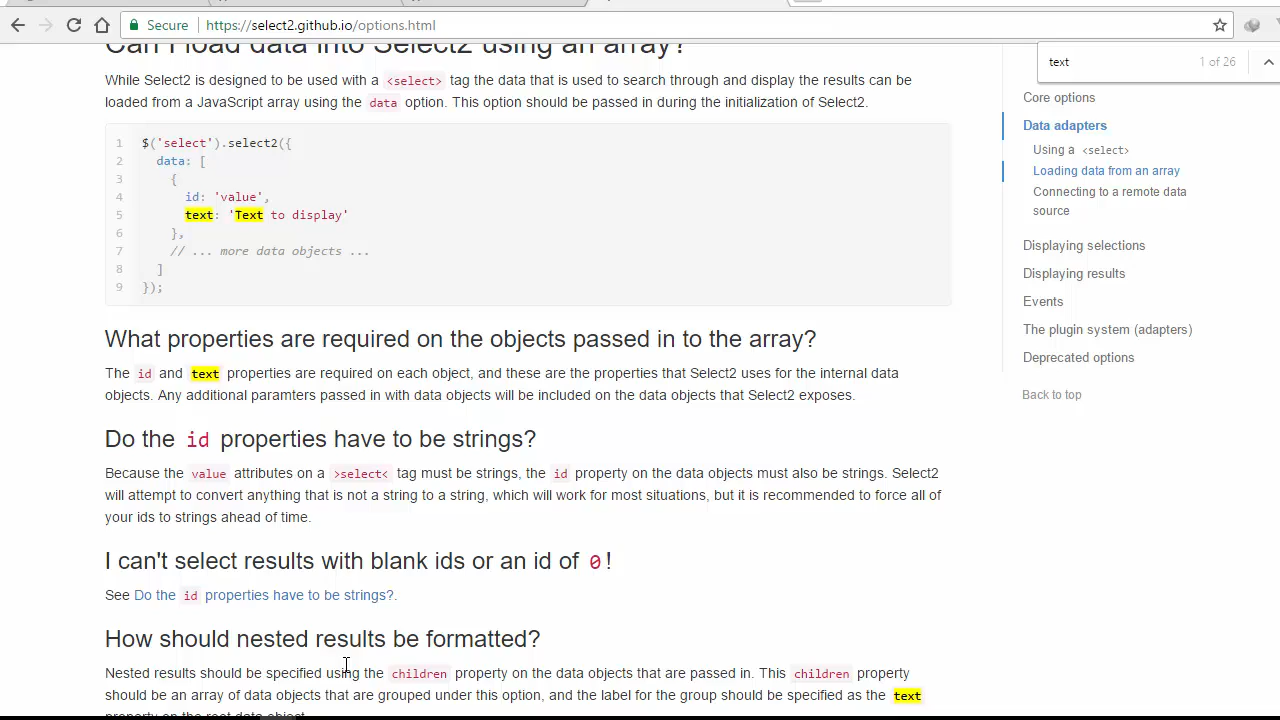 Secure https://select2.github.io/options.html
text 1 of 26
Can I load data into Select2 using an array?
While Select2 is designed to be used with a <select> tag the data that is used to search through and display the results can be
loaded from a JavaScript array using the data option. This option should be passed in during the initialization of Select2.
1 $('select').select2({
2 data: [
3 {
4 id: 'value',
5 text: 'Text to display'
6 },
7 // ... more data objects ...
8 ]
9 });
What properties are required on the objects passed in to the array?
The id and text properties are required on each object, and these are the properties that Select2 uses for the internal data
objects. Any additional paramters passed in with data objects will be included on the data objects that Select2 exposes.
Do the id properties have to be strings?
Because the value attributes on a >select< tag must be strings, the id property on the data objects must also be strings. Select2
will attempt to convert anything that is not a string to a string, which will work for most situations, but it is recommended to force all of
your ids to strings ahead of time.
I can't select results with blank ids or an id of 0!
See Do the id properties have to be strings?.
How should nested results be formatted?
Nested results should be specified using the children property on the data objects that are passed in. This children property
should be an array of data objects that are grouped under this option, and the label for the group should be specified as the text
property on the root data object.
Core options
Data adapters
Using a <select>
Loading data from an array
Connecting to a remote data
source
Displaying selections
Displaying results
Events
The plugin system (adapters)
Deprecated options
Back to top